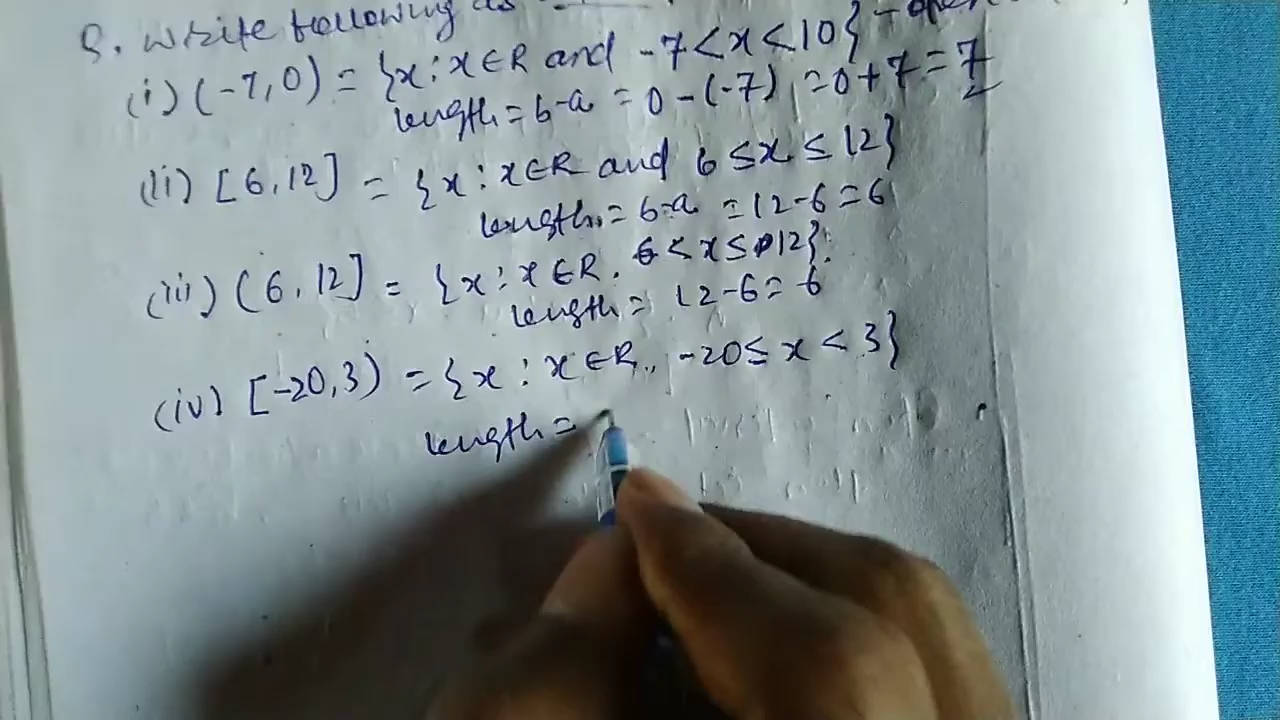 Q. Write following as
(i) (-7,0) = {x : x ∈ R and -7 < x < 10} - open
length = b-a = 0-(-7) = 0+7 = 7
(ii) [6,12] = {x : x ∈ R and 6 ≤ x ≤ 12}
length = b-a = 12-6 = 6
(iii) (6,12] = {x : x ∈ R, 6 < x ≤ 12}
length = 12-6 = 6
(iv) [-20,3) = {x : x ∈ R, -20 ≤ x < 3}
length =